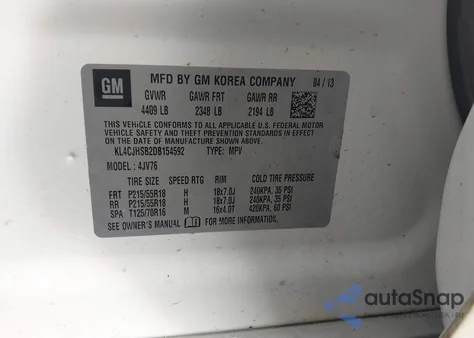 GM
MFD BY GM KOREA COMPANY 04/13
GVWR GAWR FRT GAWR RR
4409 LB 2348 LB 2194 LB
THIS VEHICLE CONFORMS TO ALL APPLICABLE U.S. FEDERAL MOTOR
VEHICLE SAFETY AND THEFT PREVENTION STANDARDS IN EFFECT
ON THE DATE OF MANUFACTURE SHOWN ABOVE.
KL4CJHSB2DB154592 TYPE: MPV
MODEL: 4JV76
TIRE SIZE SPEED RTG RIM COLD TIRE PRESSURE
FRT P215/55R18 H 18x7.0J 240KPA, 35 PSI
RR P215/55R18 H 18x7.0J 240KPA, 35 PSI
SPA T125/70R16 M 16x4.0T 420KPA, 60 PSI
SEE OWNER'S MANUAL FOR ADDITIONAL INFORMATION.
autoSnap